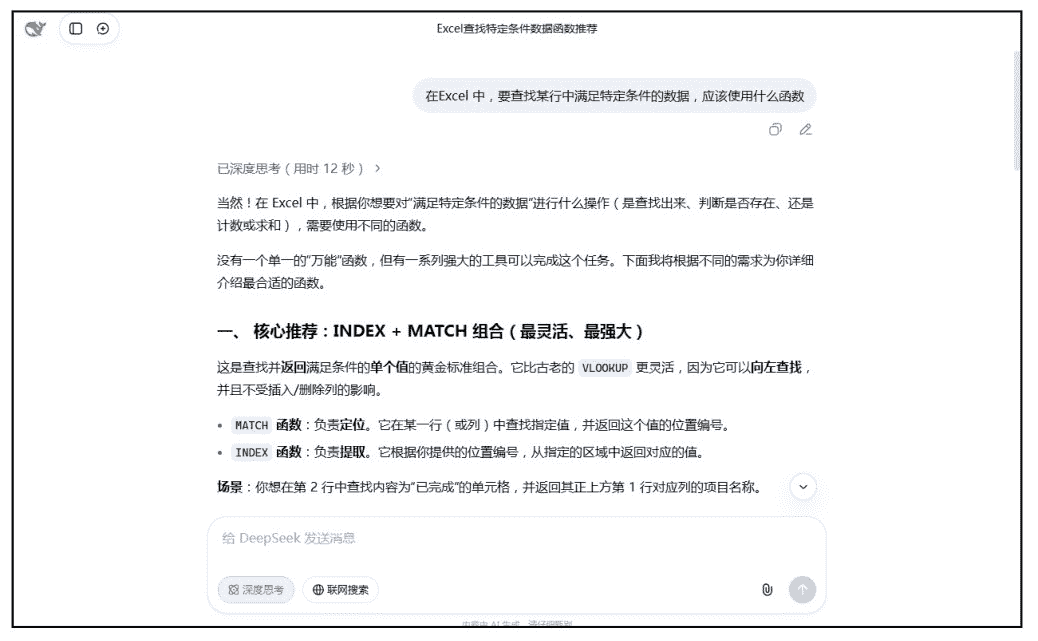 Excel查找特定条件数据函数推荐
在Excel 中，要查找某行中满足特定条件的数据，应该使用什么函数
已深度思考（用时 12 秒）
当然！在 Excel 中，根据你想要对“满足特定条件的数据”进行什么操作（是查找出来、判断是否存在、还是
计数或求和），需要使用不同的函数。
没有一个单一的“万能”函数，但有一系列强大的工具可以完成这个任务。下面我将根据不同的需求为你详细
介绍最合适的函数。
一、 核心推荐：INDEX + MATCH 组合（最灵活、最强大）
这是查找并返回满足条件的单个值的黄金标准组合。它比古老的 VLOOKUP 更灵活，因为它可以向左查找，
并且不受插入/删除列的影响。
• MATCH 函数：负责定位。它在某一行（或列）中查找指定值，并返回这个值的位置编号。
• INDEX 函数：负责提取。它根据你提供的位置编号，从指定的区域中返回对应的值。
场景：你想在第 2 行中查找内容为“已完成”的单元格，并返回其正上方第 1 行对应列的项目名称。
给 DeepSeek 发送消息
深度思考 联网搜索